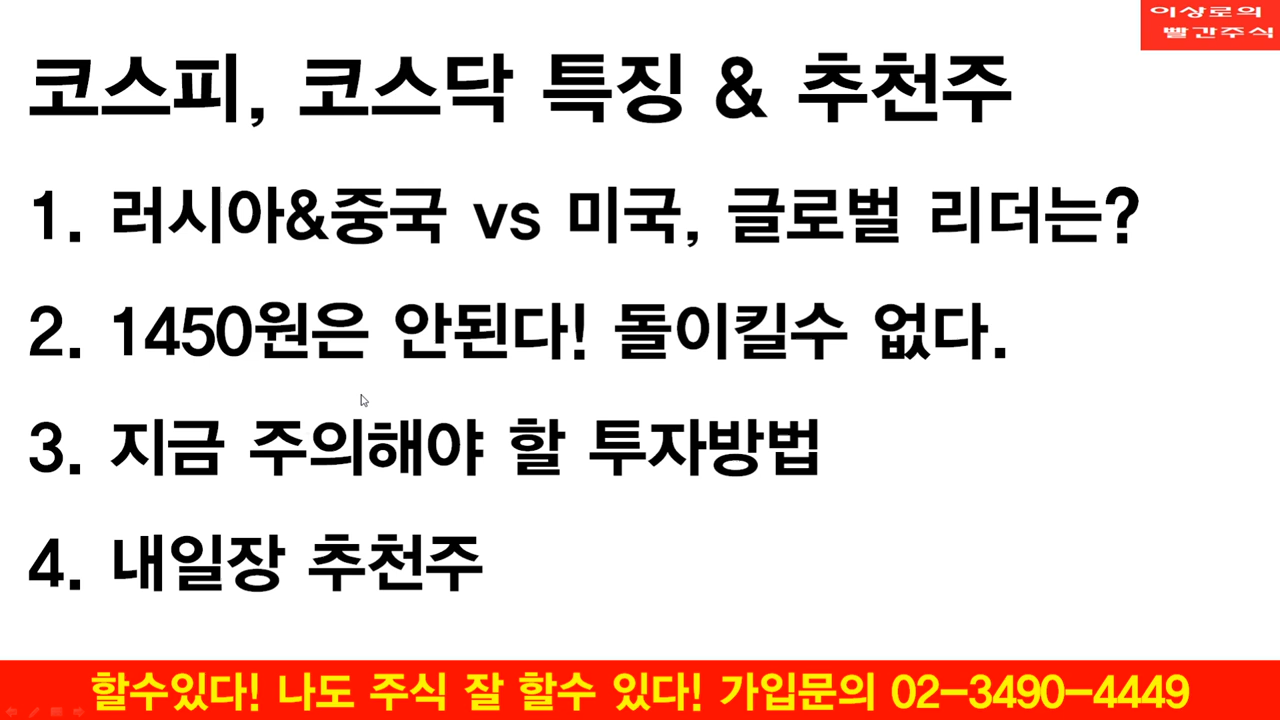 이상로의
빨간주식
코스피, 코스닥 특징 & 추천주
1. 러시아&중국 vs 미국, 글로벌 리더는?
2. 1450원은 안된다! 돌이킬수 없다.
3. 지금 주의해야 할 투자방법
4. 내일장 추천주
할수있다! 나도 주식 잘 할수 있다! 가입문의 02-3490-4449